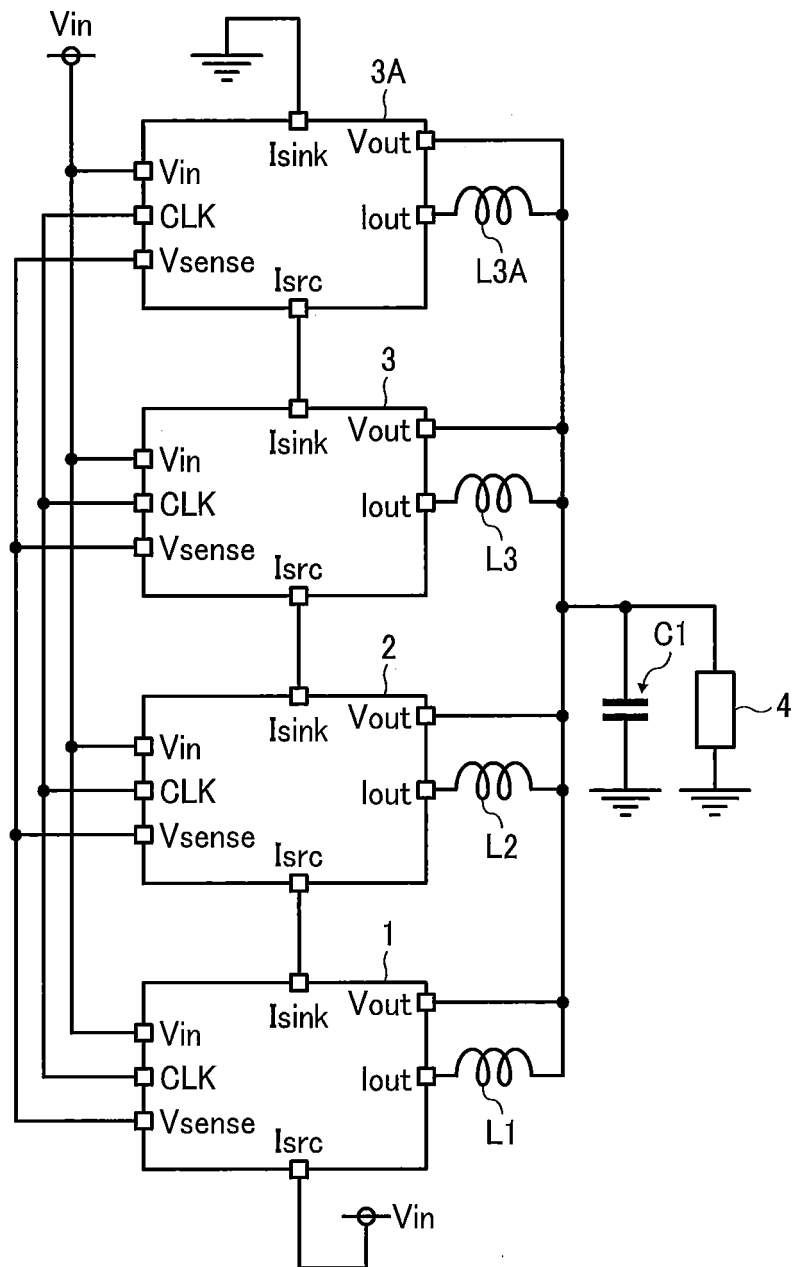 Vin
3A
Isink
Vout
Vin
CLK
Iout
Vsense
L3A
Isrc
3
Isink
Vout
Vin
CLK
Iout
Vsense
L3
Isrc
C1
4
2
Isink
Vout
Vin
CLK
Iout
Vsense
L2
Isrc
1
Isink
Vout
Vin
CLK
Iout
Vsense
L1
Isrc
Vin